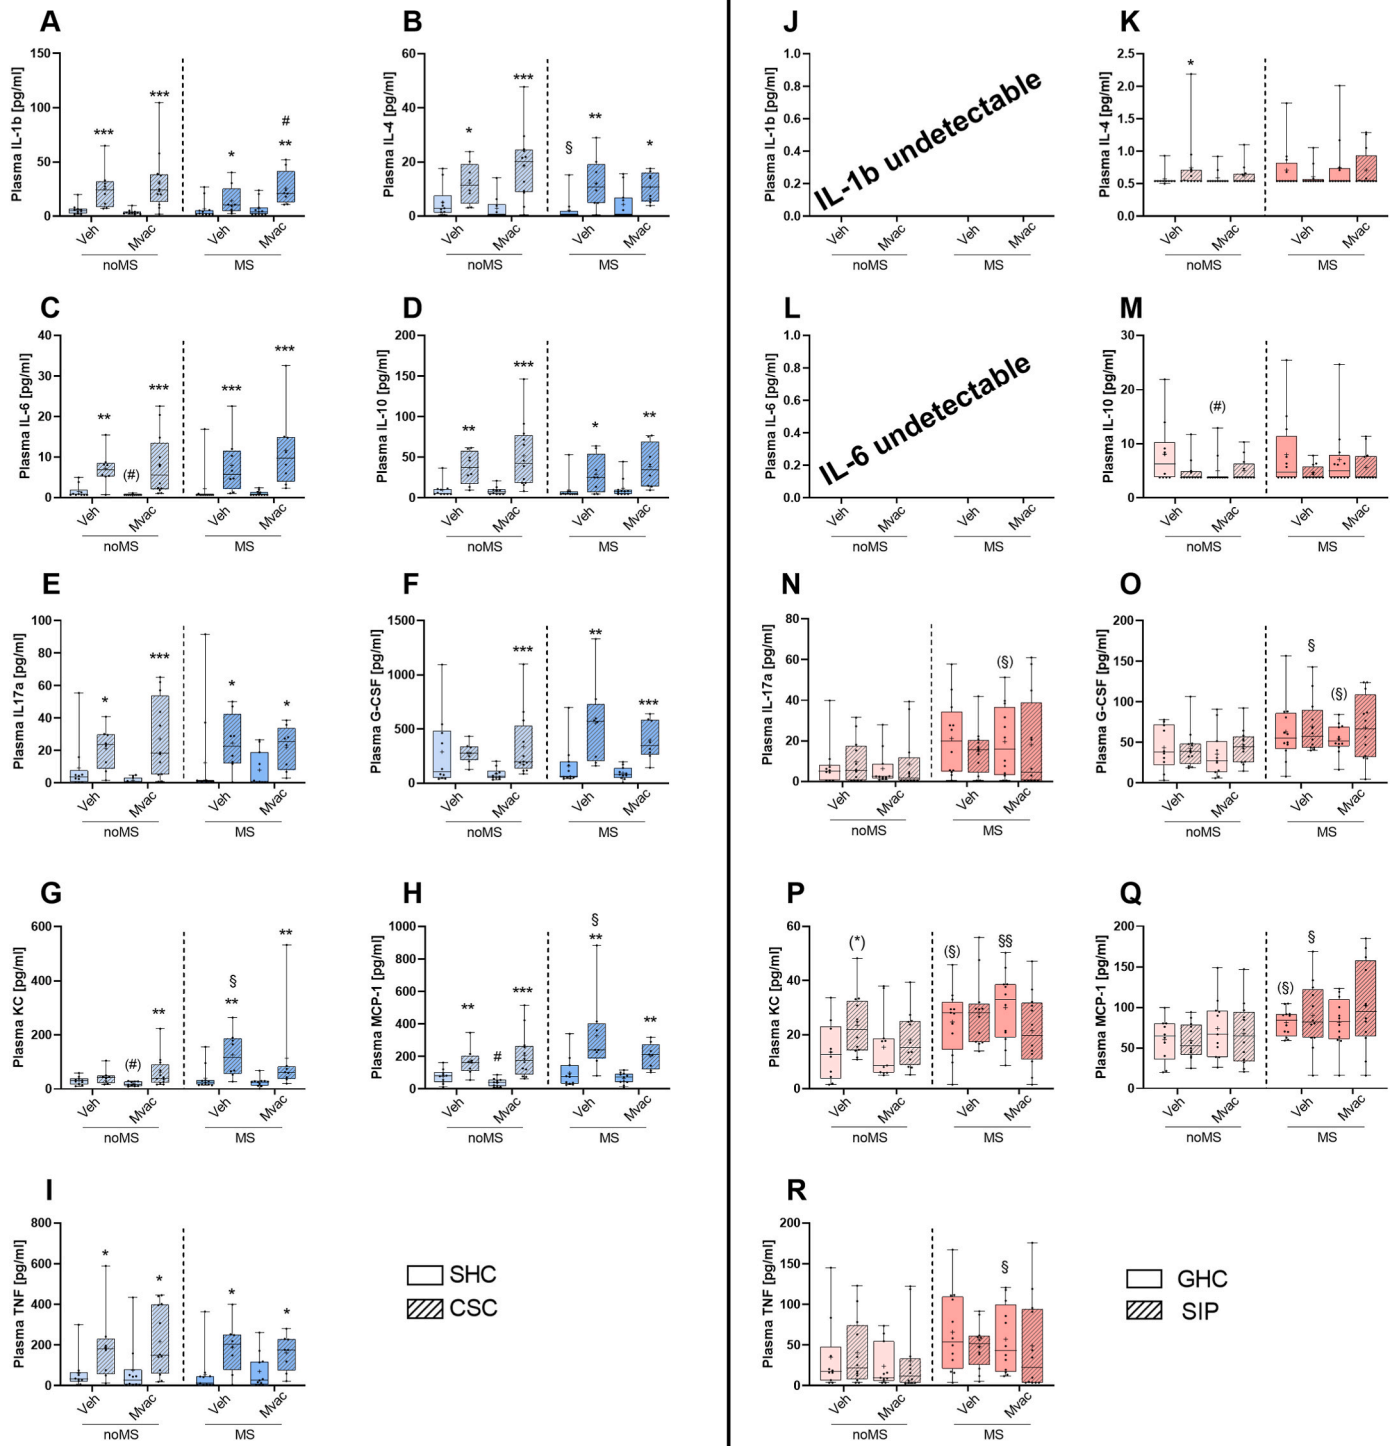 A
Plasma IL-1b [pg/ml]
150
100
50
0
***
***
*
#
**
Veh
Mvac
Veh
Mvac
noMS
MS
B
Plasma IL-4 [pg/ml]
60
40
20
0
*
***
§
**
*
Veh
Mvac
Veh
Mvac
noMS
MS
J
Plasma IL-1b [pg/ml]
1.0
0.8
0.6
0.4
0.2
0.0
IL-1b undetectable
Veh
Mvac
Veh
Mvac
noMS
MS
K
Plasma IL-4 [pg/ml]
2.5
2.0
1.5
1.0
0.5
0.0
*
Veh
Mvac
Veh
Mvac
noMS
MS
C
Plasma IL-6 [pg/ml]
40
30
20
10
0
**
(#)
***
***
***
Veh
Mvac
Veh
Mvac
noMS
MS
D
Plasma IL-10 [pg/ml]
200
150
100
50
0
**
***
*
**
Veh
Mvac
Veh
Mvac
noMS
MS
L
Plasma IL-6 [pg/ml]
1.0
0.8
0.6
0.4
0.2
0.0
IL-6 undetectable
Veh
Mvac
Veh
Mvac
noMS
MS
M
Plasma IL-10 [pg/ml]
30
20
10
0
(#)
Veh
Mvac
Veh
Mvac
noMS
MS
E
Plasma IL17a [pg/ml]
100
80
60
40
20
0
*
***
*
*
Veh
Mvac
Veh
Mvac
noMS
MS
F
Plasma G-CSF [pg/ml]
1500
1000
500
0
***
**
***
Veh
Mvac
Veh
Mvac
noMS
MS
N
Plasma IL-17a [pg/ml]
80
60
40
20
0
(§)
Veh
Mvac
Veh
Mvac
noMS
MS
O
Plasma G-CSF [pg/ml]
200
150
100
50
0
§
(§)
Veh
Mvac
Veh
Mvac
noMS
MS
G
Plasma KC [pg/ml]
600
400
200
0
(#)
**
§
**
**
Veh
Mvac
Veh
Mvac
noMS
MS
H
Plasma MCP-1 [pg/ml]
1000
800
600
400
200
0
**
#
***
§
**
**
Veh
Mvac
Veh
Mvac
noMS
MS
P
Plasma KC [pg/ml]
60
40
20
0
(*)
(§)
§§
Veh
Mvac
Veh
Mvac
noMS
MS
Q
Plasma MCP-1 [pg/ml]
200
150
100
50
0
(§)
§
Veh
Mvac
Veh
Mvac
noMS
MS
I
Plasma TNF [pg/ml]
800
600
400
200
0
*
*
*
*
Veh
Mvac
Veh
Mvac
noMS
MS
SHC
CSC
R
Plasma TNF [pg/ml]
200
150
100
50
0
§
Veh
Mvac
Veh
Mvac
noMS
MS
GHC
SIP